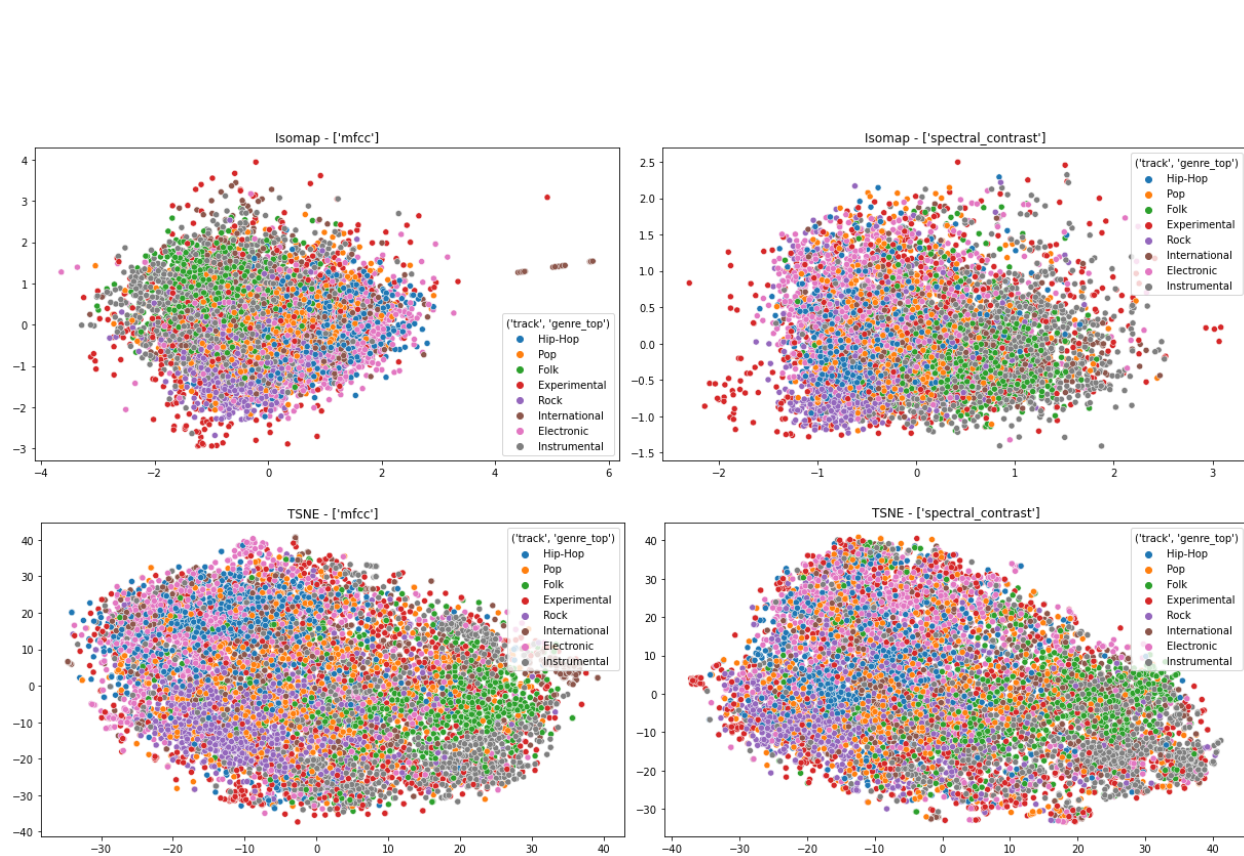 Isomap - ['mfcc']
4
3
2
1
0
−1
−2
−3
−4
−2
0
2
4
6
('track', 'genre_top')
Hip-Hop
Pop
Folk
Experimental
Rock
International
Electronic
Instrumental
Isomap - ['spectral_contrast']
2.5
2.0
1.5
1.0
0.5
0.0
−0.5
−1.0
−1.5
−2
−1
0
1
2
3
('track', 'genre_top')
Hip-Hop
Pop
Folk
Experimental
Rock
International
Electronic
Instrumental
TSNE - ['mfcc']
40
30
20
10
0
−10
−20
−30
−40
−30
−20
−10
0
10
20
30
40
('track', 'genre_top')
Hip-Hop
Pop
Folk
Experimental
Rock
International
Electronic
Instrumental
TSNE - ['spectral_contrast']
40
30
20
10
0
−10
−20
−30
−40
−30
−20
−10
0
10
20
30
40
('track', 'genre_top')
Hip-Hop
Pop
Folk
Experimental
Rock
International
Electronic
Instrumental